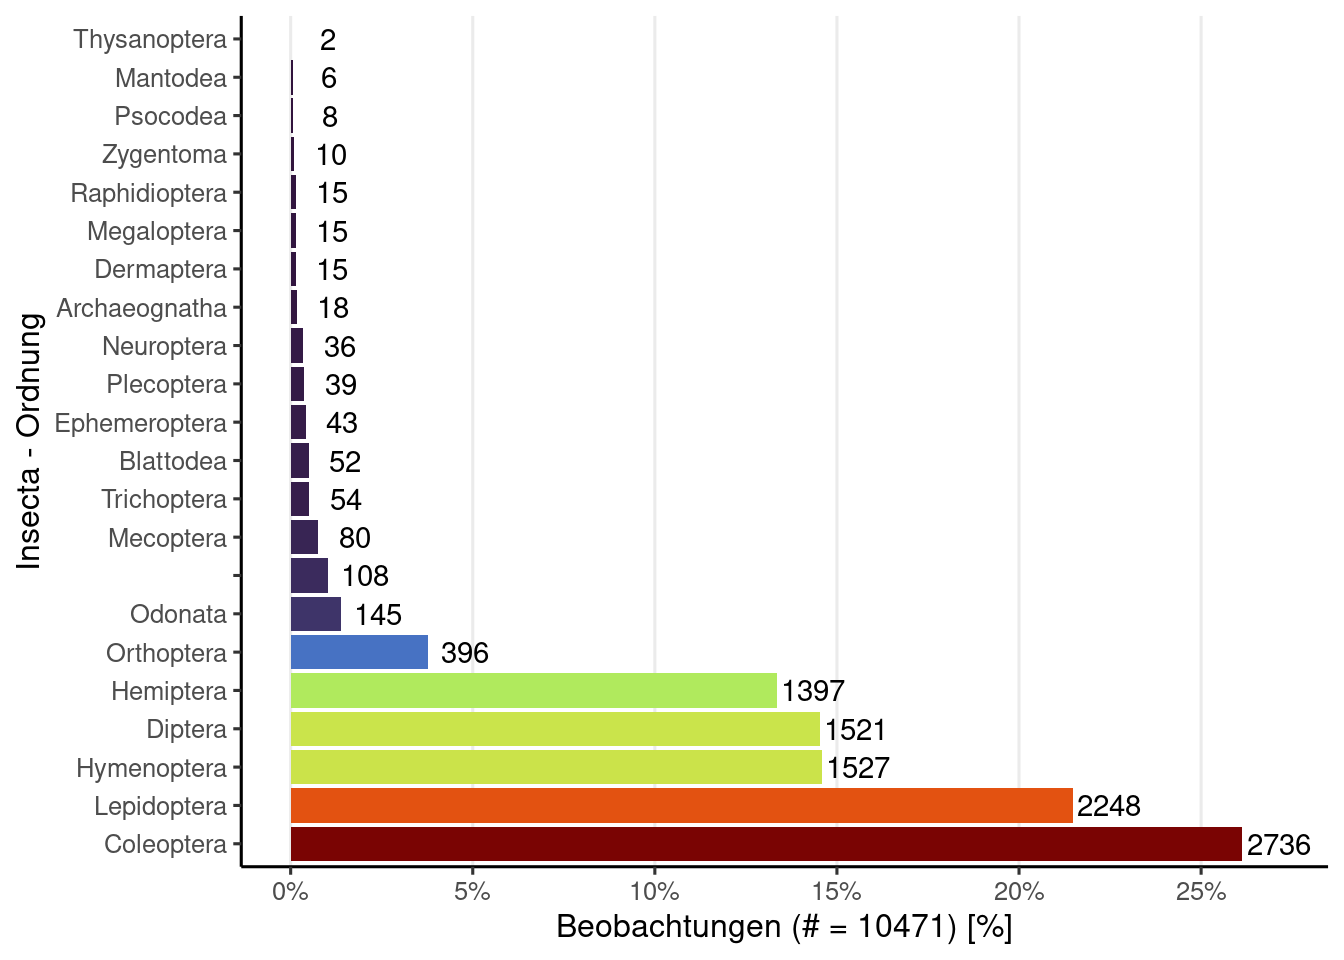 Insecta - Ordnung
Thysanoptera 2
Mantodea 6
Psocodea 8
Zygentoma 10
Raphidioptera 15
Megaloptera 15
Dermaptera 15
Archaeognatha 18
Neuroptera 36
Plecoptera 39
Ephemeroptera 43
Blattodea 52
Trichoptera 54
Mecoptera 80
108
Odonata 145
Orthoptera 396
Hemiptera 1397
Diptera 1521
Hymenoptera 1527
Lepidoptera 2248
Coleoptera 2736
0% 5% 10% 15% 20% 25%
Beobachtungen (# = 10471) [%]